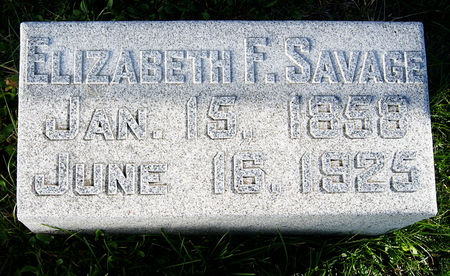 Elizabeth F. Savage
Jan. 15. 1858
June 16. 1925